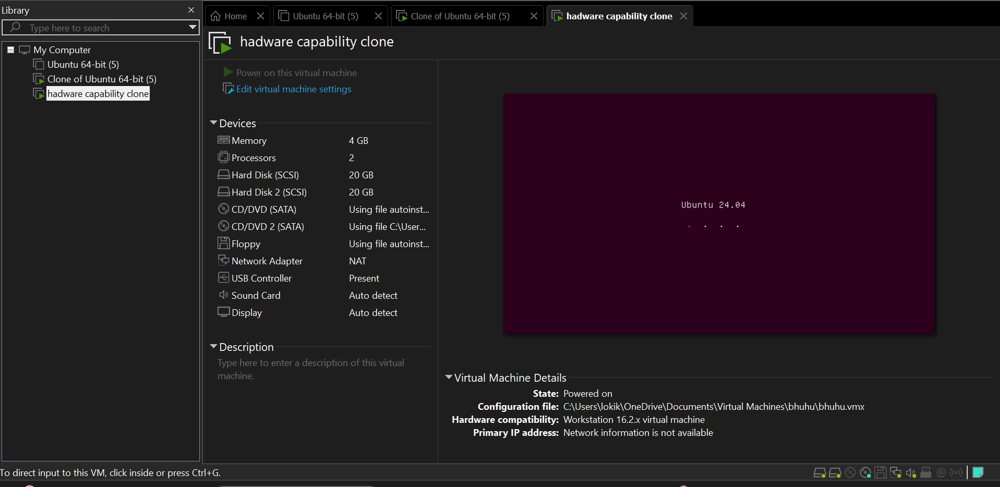 Library
Type here to search
My Computer
Ubuntu 64-bit (5)
Clone of Ubuntu 64-bit (5)
hadware capability clone
Home
Ubuntu 64-bit (5)
Clone of Ubuntu 64-bit (5)
hadware capability clone
hadware capability clone
Power on this virtual machine
Edit virtual machine settings
Devices
Memory 4 GB
Processors 2
Hard Disk (SCSI) 20 GB
Hard Disk 2 (SCSI) 20 GB
CD/DVD (SATA) Using file autoinst...
CD/DVD 2 (SATA) Using file C:\User...
Floppy Using file autoinst...
Network Adapter NAT
USB Controller Present
Sound Card Auto detect
Display Auto detect
Description
Type here to enter a description of this virtual
machine.
Ubuntu 24.04
. . . .
Virtual Machine Details
State: Powered on
Configuration file: C:\Users\lokik\OneDrive\Documents\Virtual Machines\bhuhu\bhuhu.vmx
Hardware compatibility: Workstation 16.2.x virtual machine
Primary IP address: Network information is not available
To direct input to this VM, click inside or press Ctrl+G.